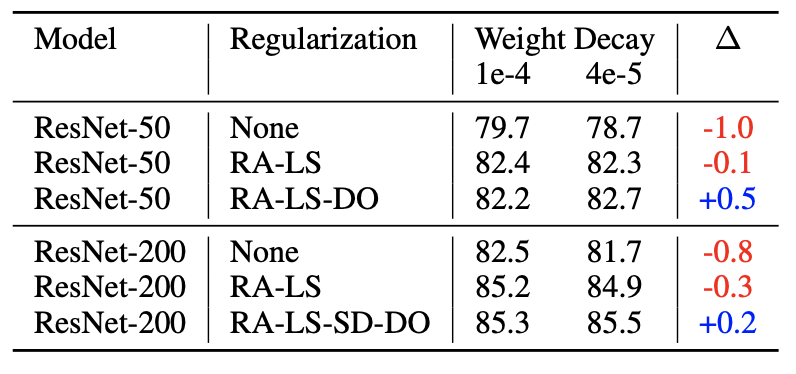 Model Regularization Weight Decay Δ
1e-4 4e-5
ResNet-50 None 79.7 78.7 -1.0
ResNet-50 RA-LS 82.4 82.3 -0.1
ResNet-50 RA-LS-DO 82.2 82.7 +0.5
ResNet-200 None 82.5 81.7 -0.8
ResNet-200 RA-LS 85.2 84.9 -0.3
ResNet-200 RA-LS-SD-DO 85.3 85.5 +0.2